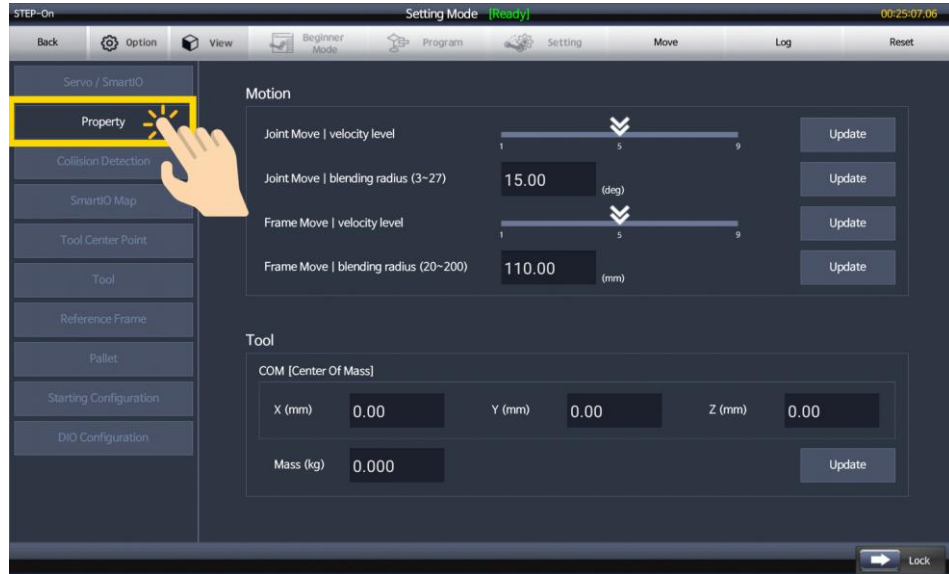 STEP-On Setting Mode [Ready] 00:25:07.06
Back Option View Beginner Mode Program Setting Move Log Reset
Servo / SmartIO
Property
Collision Detection
SmartIO Map
Tool Center Point
Tool
Reference Frame
Pallet
Starting Configuration
DIO Configuration
Motion
Joint Move | velocity level
1 5 9
Update
Joint Move | blending radius (3~27)
15.00 (deg)
Update
Frame Move | velocity level
1 5 9
Update
Frame Move | blending radius (20~200)
110.00 (mm)
Update
Tool
COM [Center Of Mass]
X (mm) 0.00 Y (mm) 0.00 Z (mm) 0.00
Mass (kg) 0.000 Update
Lock